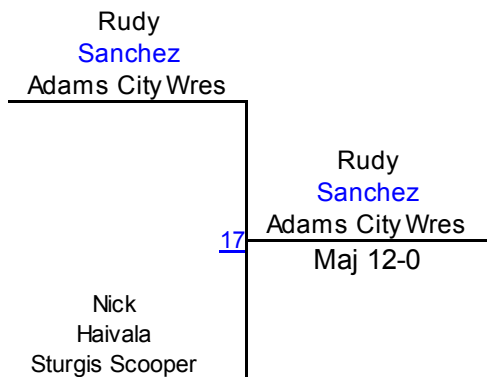 Rudy
Sanchez
Adams City Wres
Rudy
Sanchez
Adams City Wres
17
Maj 12-0
Nick
Haivala
Sturgis Scooper